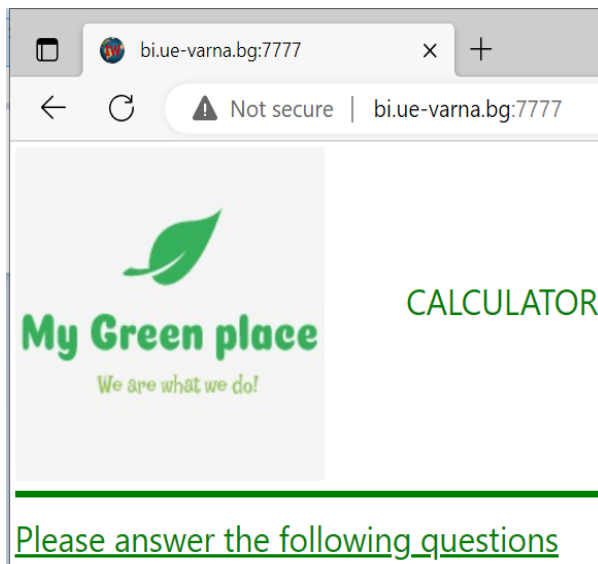 bi.ue-varna.bg:7777
Not secure | bi.ue-varna.bg:7777
My Green place
We are what we do!
CALCULATOR
Please answer the following questions